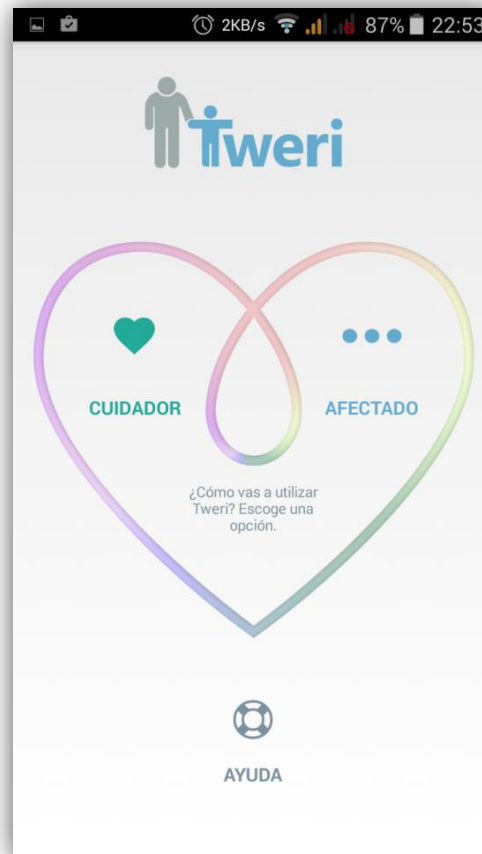 2KB/s 87% 22:53
Tweri
CUIDADOR
AFECTADO
¿Cómo vas a utilizar
Tweri? Escoge una
opción.
AYUDA